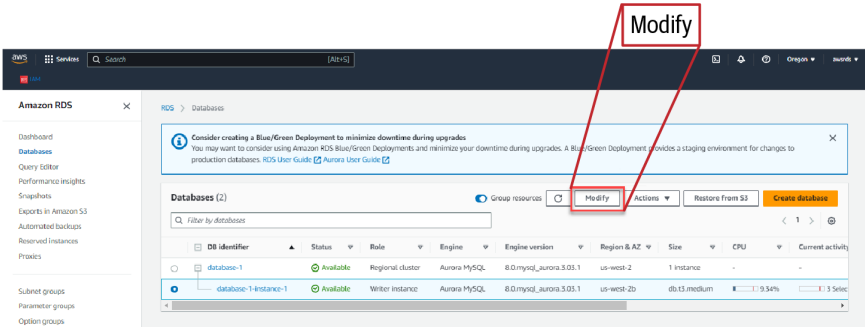 Modify
aws
Services
Search
[Alt+S]
Oregon ▼
awsrds ▼
Amazon RDS
Dashboard
Databases
Query Editor
Performance insights
Snapshots
Exports in Amazon S3
Automated backups
Reserved instances
Proxies
Subnet groups
Parameter groups
Option groups
RDS > Databases
Consider creating a Blue/Green Deployment to minimize downtime during upgrades
You may want to consider using Amazon RDS Blue/Green Deployments and minimize your downtime during upgrades. A Blue/Green Deployment provides a staging environment for changes to
production databases. RDS User Guide Aurora User Guide
Databases (2)
Group resources
Modify
Actions ▼
Restore from S3
Create database
Filter by databases
< 1 >
DB identifier ▲ Status Role Engine Engine version Region & AZ Size CPU Current activity
database-1 Available Regional cluster Aurora MySQL 8.0.mysql_aurora.3.03.1 us-west-2 1 instance - -
database-1-instance-1 Available Writer instance Aurora MySQL 8.0.mysql_aurora.3.03.1 us-west-2b db.t3.medium 9.34% 3 Selec